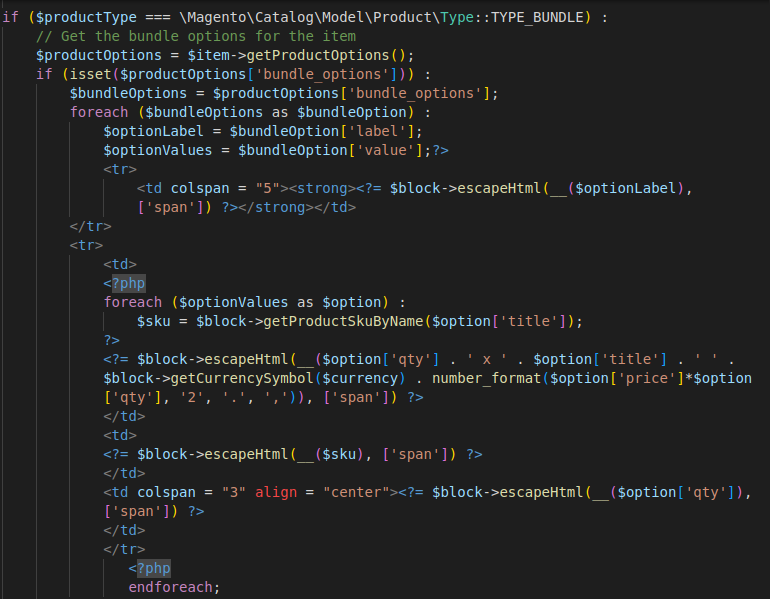 if ($productType === \Magento\Catalog\Model\Product\Type::TYPE_BUNDLE) :
// Get the bundle options for the item
$productOptions = $item->getProductOptions();
if (isset($productOptions['bundle_options'])) :
$bundleOptions = $productOptions['bundle_options'];
foreach ($bundleOptions as $bundleOption) :
$optionLabel = $bundleOption['label'];
$optionValues = $bundleOption['value'];?>
<tr>
<td colspan = "5"><strong><?= $block->escapeHtml(__($optionLabel),
['span']) ?></strong></td>
</tr>
<tr>
<td>
<?php
foreach ($optionValues as $option) :
$sku = $block->getProductSkuByName($option['title']);
?>
<?= $block->escapeHtml(__($option['qty'] . ' x ' . $option['title'] . ' ' .
$block->getCurrencySymbol($currency) . number_format($option['price']*$option
['qty'], '2', '.', ',')), ['span']) ?>
</td>
<td>
<?= $block->escapeHtml(__($sku), ['span']) ?>
</td>
<td colspan = "3" align = "center"><?= $block->escapeHtml(__($option['qty']),
['span']) ?>
</td>
</tr>
<?php
endforeach;